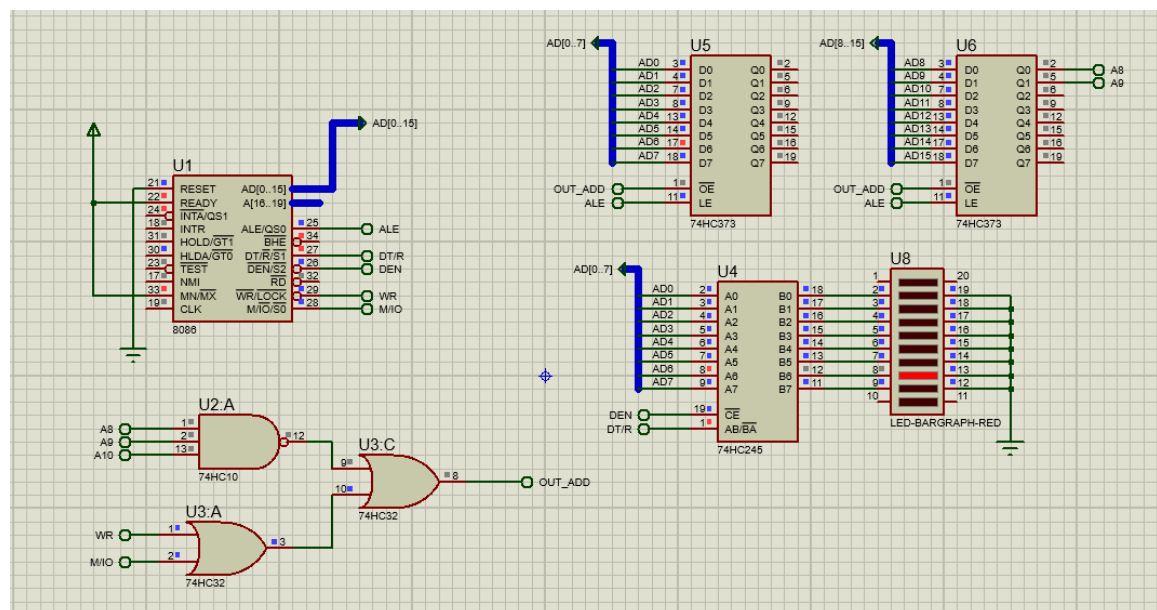 AD[0..15]
U1
21 RESET AD[0..15]
22 READY A[16..19]
24 INTA/QS1
18 INTR ALE/QS0 25 ALE
31 HOLD/GT1 BHE 34
30 HLDA/GT0 DT/R/S1 27 DT/R
23 TEST DEN/S2 26 DEN
17 NMI RD 32
33 MN/MX WR/LOCK 29 WR
19 CLK M/IO/S0 28 M/IO
8086
AD[0..7] U5
AD0 3 D0 Q0 2
AD1 4 D1 Q1 5
AD2 7 D2 Q2 6
AD3 8 D3 Q3 9
AD4 13 D4 Q4 12
AD5 14 D5 Q5 15
AD6 17 D6 Q6 16
AD7 18 D7 Q7 19
OUT_ADD 1 OE
ALE 11 LE
74HC373
AD[8..15] U6
AD8 3 D0 Q0 2 A8
AD9 4 D1 Q1 5 A9
AD10 7 D2 Q2 6
AD11 8 D3 Q3 9
AD12 13 D4 Q4 12
AD13 14 D5 Q5 15
AD14 17 D6 Q6 16
AD15 18 D7 Q7 19
OUT_ADD 1 OE
ALE 11 LE
74HC373
AD[0..7] U4
AD0 2 A0 B0 18
AD1 3 A1 B1 17
AD2 4 A2 B2 16
AD3 5 A3 B3 15
AD4 6 A4 B4 14
AD5 7 A5 B5 13
AD6 8 A6 B6 12
AD7 9 A7 B7 11
DEN 19 CE
DT/R 1 AB/BA
74HC245
U8
1 20
2 19
3 18
4 17
5 16
6 15
7 14
8 13
9 12
10 11
LED-BARGRAPH-RED
U2:A
A8 1
A9 2 12
A10 13
74HC10
U3:C
9
10 8 OUT_ADD
74HC32
U3:A
WR 1
3
M/IO 2
74HC32